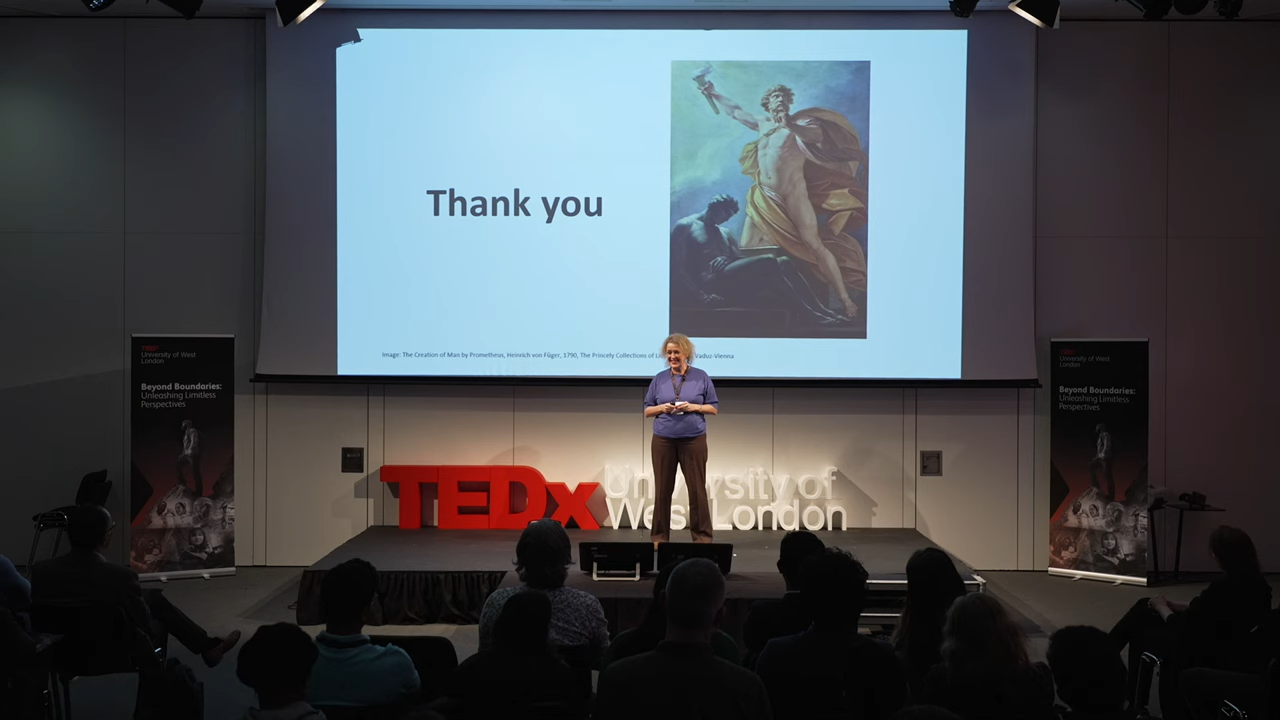 Thank you
Image: The Creation of Man by Prometheus, Heinrich von Füger, 1790, The Princely Collections of Vaduz-Vienna
TEDx
University of West
London
Beyond Boundaries:
Unleashing Limitless
Perspectives
TEDx
University of West
London
Beyond Boundaries:
Unleashing Limitless
Perspectives
TEDx University of
West London